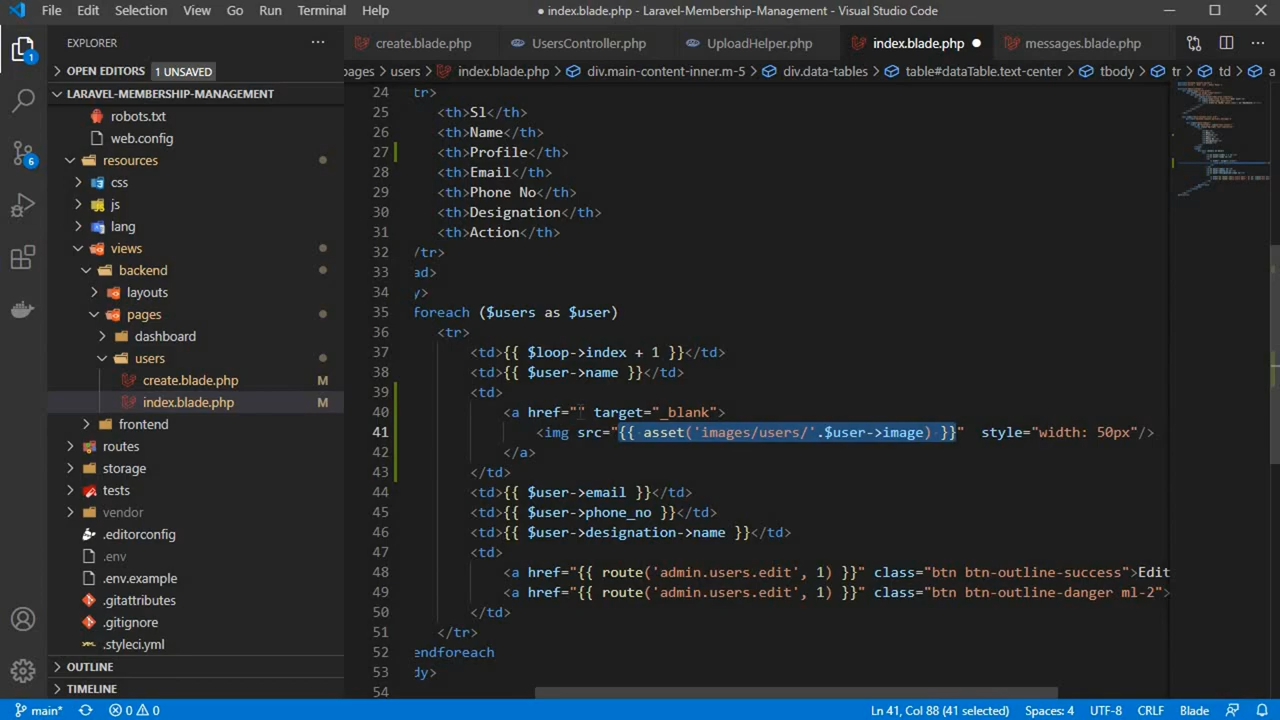 File Edit Selection View Go Run Terminal Help ● index.blade.php - Laravel-Membership-Management - Visual Studio Code
EXPLORER ···
create.blade.php UsersController.php UploadHelper.php index.blade.php ● messages.blade.php ···
OPEN EDITORS 1 UNSAVED
pages > users > index.blade.php > div.main-content-inner.m-5 > div.data-tables > table#dataTable.text-center > tbody > tr > td > a
LARAVEL-MEMBERSHIP-MANAGEMENT
robots.txt
web.config
resources
css
js
lang
views
backend
layouts
pages
dashboard
users
create.blade.php M
index.blade.php M
frontend
routes
storage
tests
vendor
.editorconfig
.env
.env.example
.gitattributes
.gitignore
.styleci.yml
OUTLINE
TIMELINE
1
6
24 tr>
25 <th>Sl</th>
26 <th>Name</th>
27 <th>Profile</th>
28 <th>Email</th>
29 <th>Phone No</th>
30 <th>Designation</th>
31 <th>Action</th>
32 /tr>
33 ad>
34 y>
35 foreach ($users as $user)
36 <tr>
37 <td>{{ $loop->index + 1 }}</td>
38 <td>{{ $user->name }}</td>
39 <td>
40 <a href="" target="_blank">
41 <img src="{{ asset('images/users/'.$user->image) }}" style="width: 50px"/>
42 </a>
43 </td>
44 <td>{{ $user->email }}</td>
45 <td>{{ $user->phone_no }}</td>
46 <td>{{ $user->designation->name }}</td>
47 <td>
48 <a href="{{ route('admin.users.edit', 1) }}" class="btn btn-outline-success">Edit
49 <a href="{{ route('admin.users.edit', 1) }}" class="btn btn-outline-danger ml-2">
50 </td>
51 </tr>
52 endforeach
53 dy>
54
main* 0 0 Ln 41, Col 88 (41 selected) Spaces: 4 UTF-8 CRLF Blade